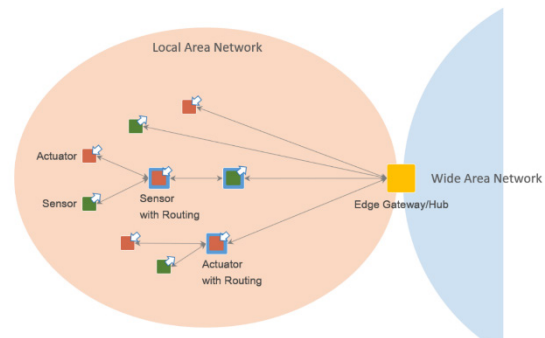 Local Area Network
Actuator
Sensor
Sensor
with Routing
Wide Area Network
Edge Gateway/Hub
Actuator
with Routing